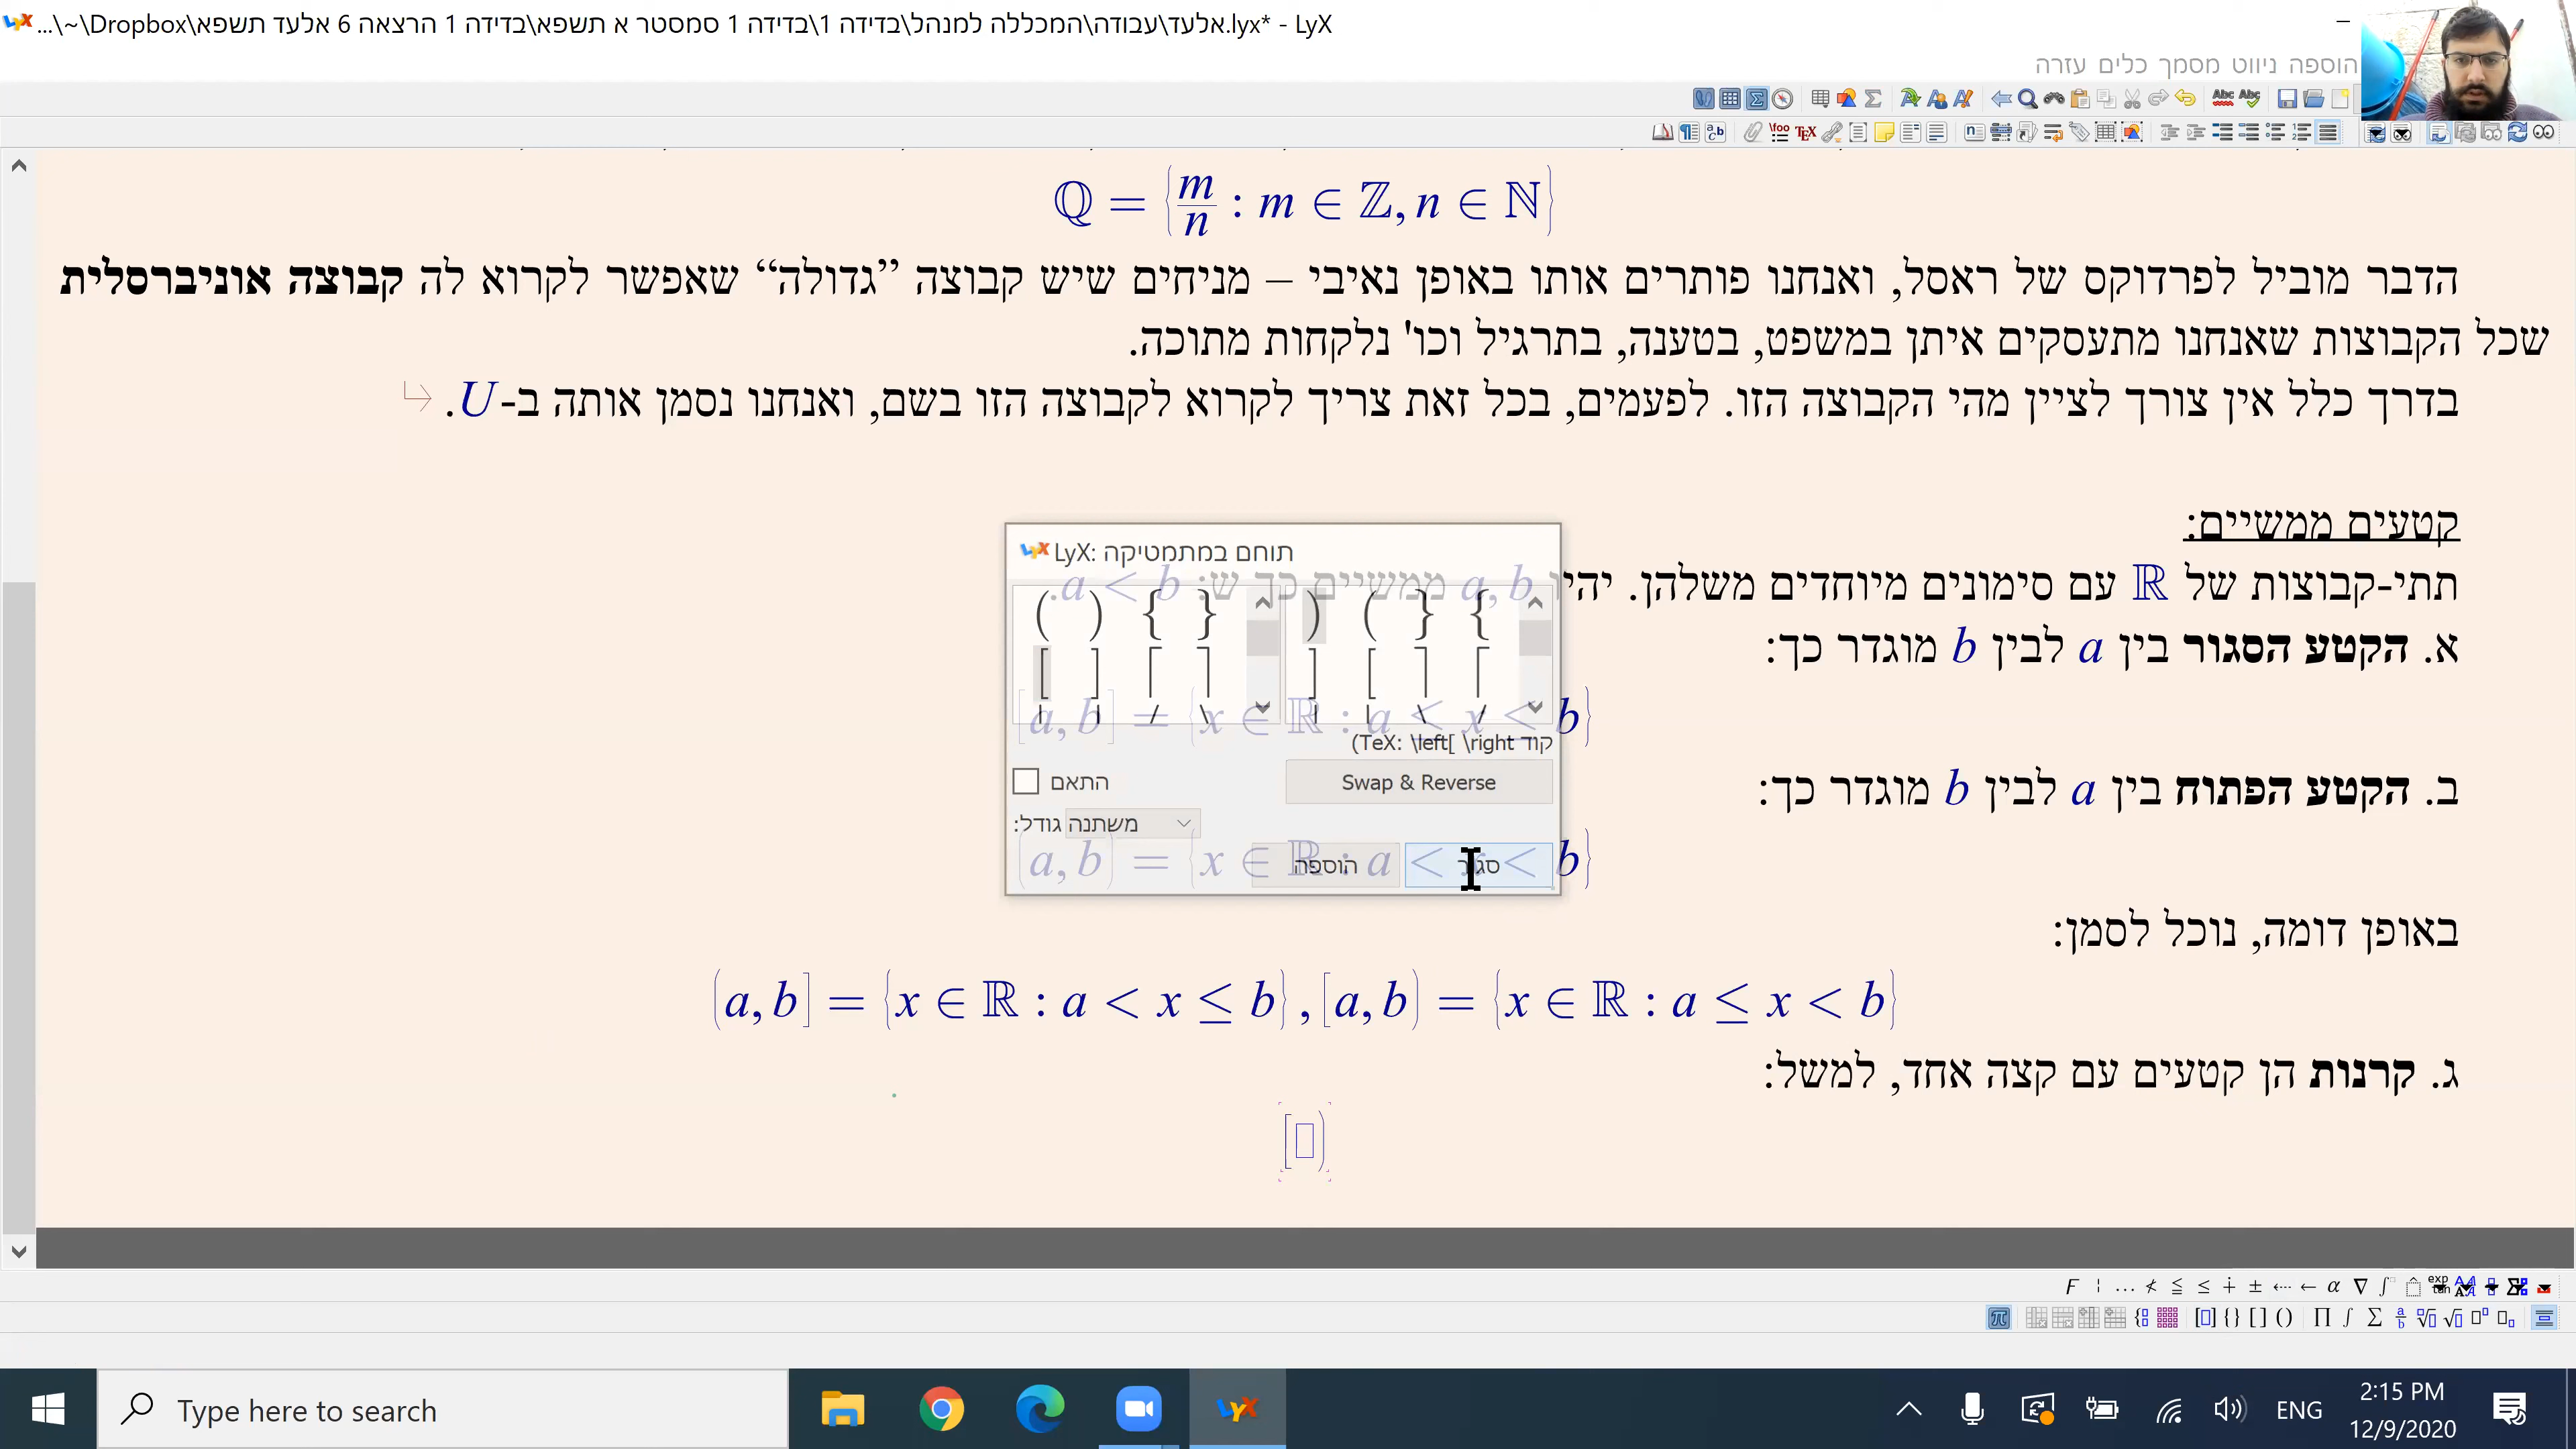 ...\~\Dropbox\אלעד\עבודה\המכללה למנהל\בדידה 1\בדידה 1 סמסטר א תשפא\בדידה 1 הרצאה 6 אלעד תשפא.lyx* - LyX
הוספה ניווט מסמך כלים עזרה
ℚ = {m/n : m ∈ ℤ, n ∈ ℕ}
הדבר מוביל לפרדוקס של ראסל, ואנחנו פותרים אותו באופן נאיבי – מניחים שיש קבוצה ”גדולה“ שאפשר לקרוא לה קבוצה אוניברסלית
שכל הקבוצות שאנחנו מתעסקים איתן במשפט, בטענה, בתרגיל וכו' נלקחות מתוכה.
בדרך כלל אין צורך לציין מהי הקבוצה הזו. לפעמים, בכל זאת צריך לקרוא לקבוצה הזו בשם, ואנחנו נסמן אותה ב-U.
קטעים ממשיים:
תתי-קבוצות של ℝ עם סימונים מיוחדים משלהן. יהיו a, b ממשיים כך ש: a < b.
א. הקטע הסגור בין a לבין b מוגדר כך:
[a, b] = {x ∈ ℝ : a ≤ x ≤ b}
ב. הקטע הפתוח בין a לבין b מוגדר כך:
(a, b) = {x ∈ ℝ : a < x < b}
באופן דומה, נוכל לסמן:
(a, b] = {x ∈ ℝ : a < x ≤ b}, [a, b) = {x ∈ ℝ : a ≤ x < b}
ג. קרנות הן קטעים עם קצה אחד, למשל:
[▯)
LyX: תוחם במתמטיקה
( ) { } ) ( } {
[ ] ⌈ ⌉ ] [ ⌉ ⌈
קוד TeX: \left[ \right)
התאם
Swap & Reverse
גודל: משתנה
הוספה
סגור
Type here to search
ENG
2:15 PM
12/9/2020